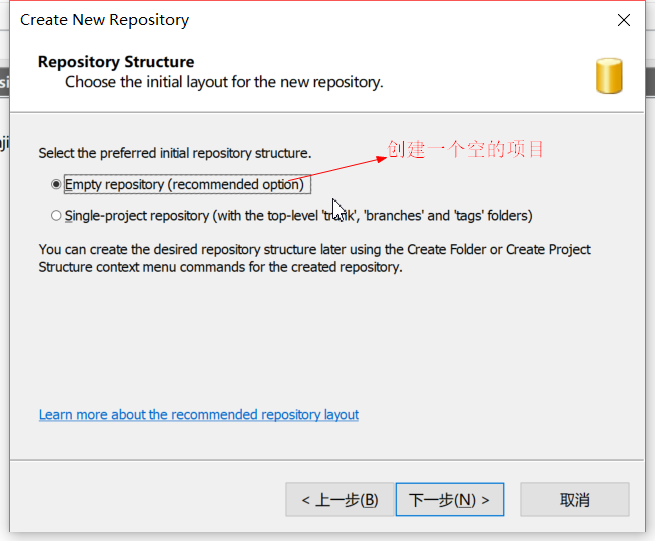 Create New Repository
Repository Structure
Choose the initial layout for the new repository.
Select the preferred initial repository structure.
创建一个空的项目
Empty repository (recommended option)
Single-project repository (with the top-level 'trunk', 'branches' and 'tags' folders)
You can create the desired repository structure later using the Create Folder or Create Project
Structure context menu commands for the created repository.
Learn more about the recommended repository layout
< 上一步(B)
下一步(N) >
取消